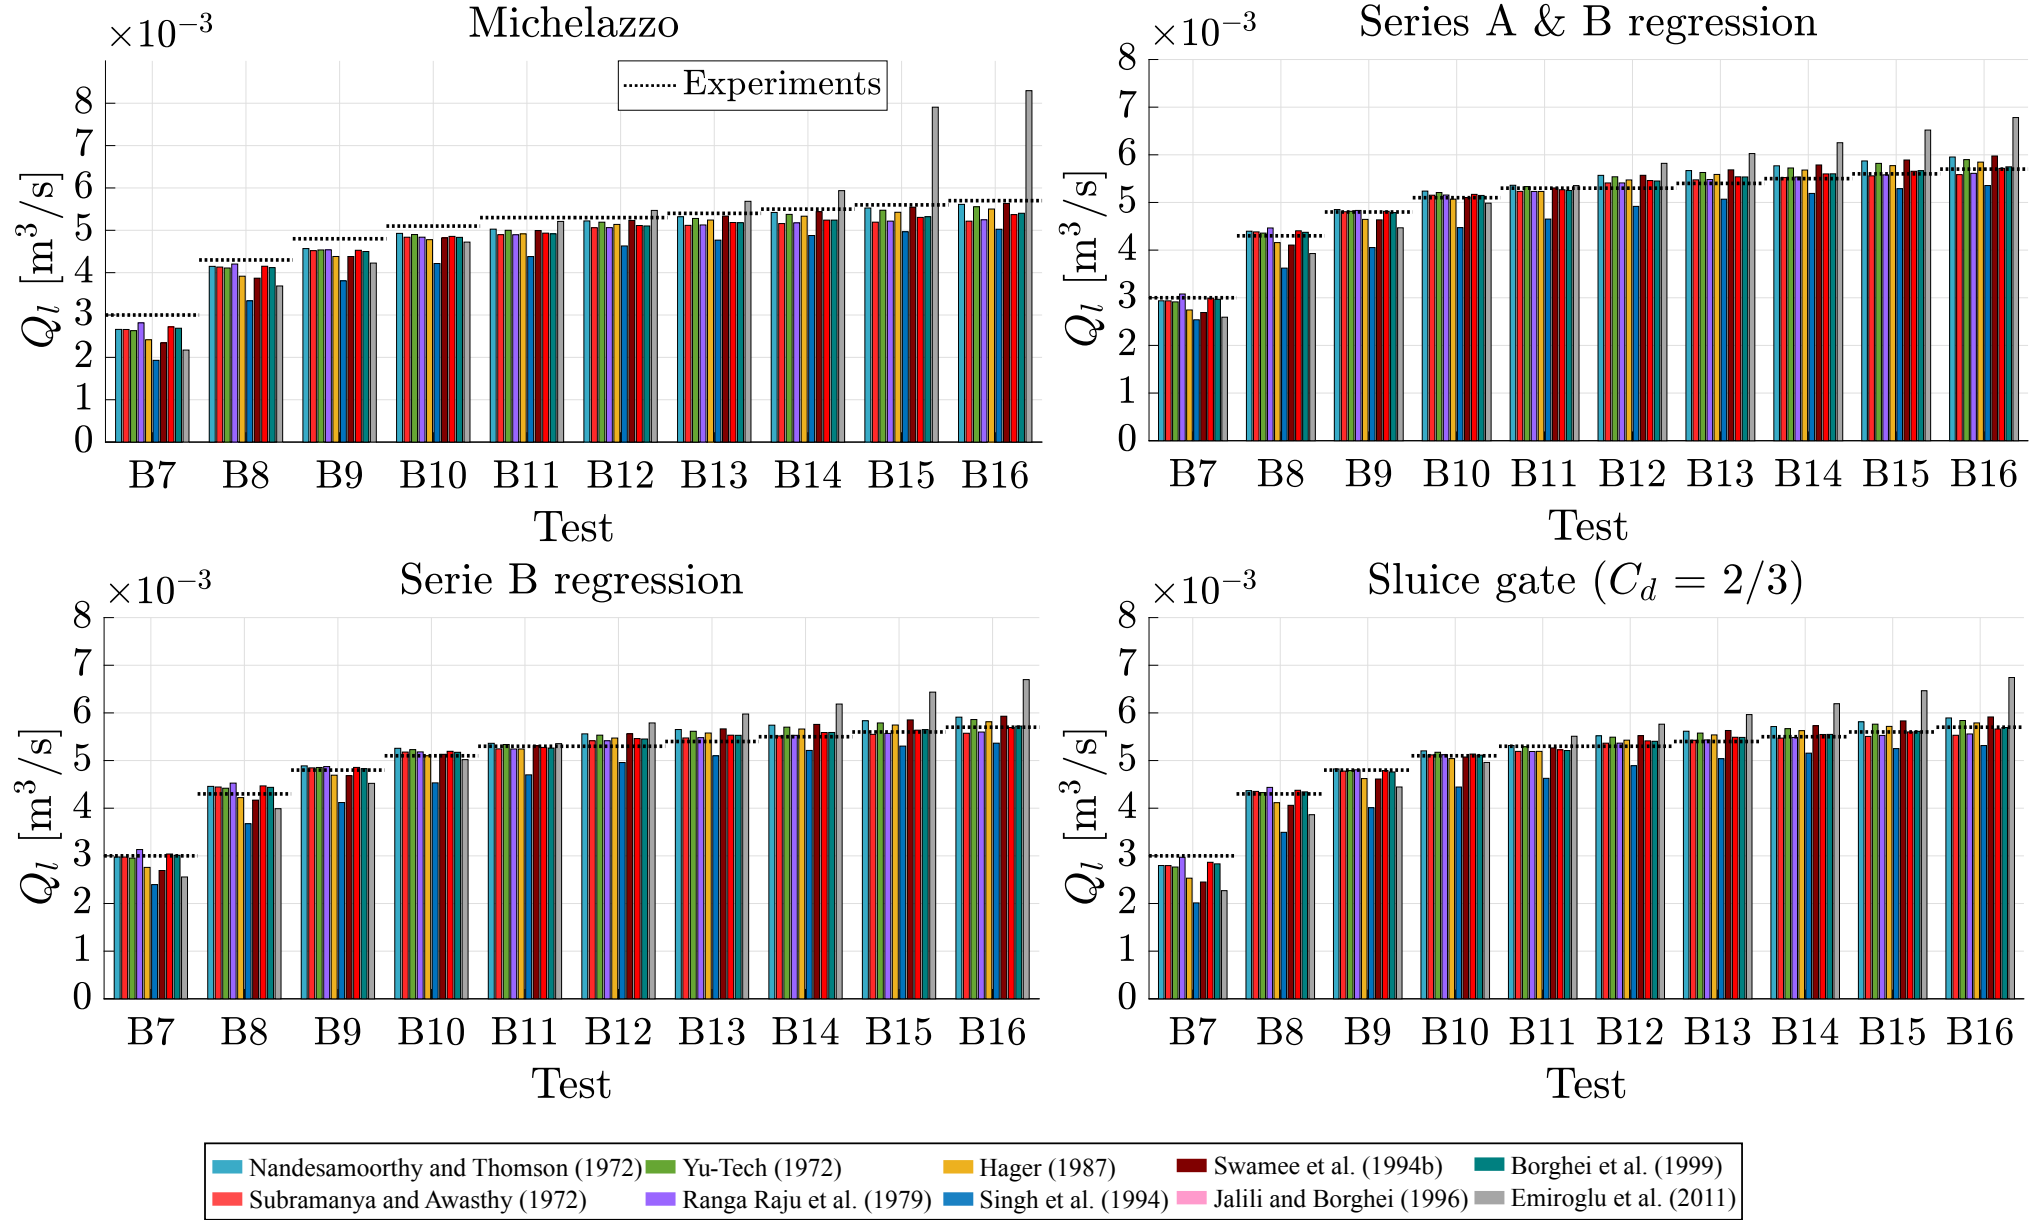 Michelazzo
×10⁻³
Experiments
8
7
6
5
4
3
2
1
0
Q_l [m³/s]
B7 B8 B9 B10 B11 B12 B13 B14 B15 B16
Test
Series A & B regression
×10⁻³
8
7
6
5
4
3
2
1
0
Q_l [m³/s]
B7 B8 B9 B10 B11 B12 B13 B14 B15 B16
Test
Serie B regression
×10⁻³
8
7
6
5
4
3
2
1
0
Q_l [m³/s]
B7 B8 B9 B10 B11 B12 B13 B14 B15 B16
Test
Sluice gate (C_d = 2/3)
×10⁻³
8
7
6
5
4
3
2
1
0
Q_l [m³/s]
B7 B8 B9 B10 B11 B12 B13 B14 B15 B16
Test
Nandesamoorthy and Thomson (1972) Yu-Tech (1972) Hager (1987) Swamee et al. (1994b) Borghei et al. (1999)
Subramanya and Awasthy (1972) Ranga Raju et al. (1979) Singh et al. (1994) Jalili and Borghei (1996) Emiroglu et al. (2011)